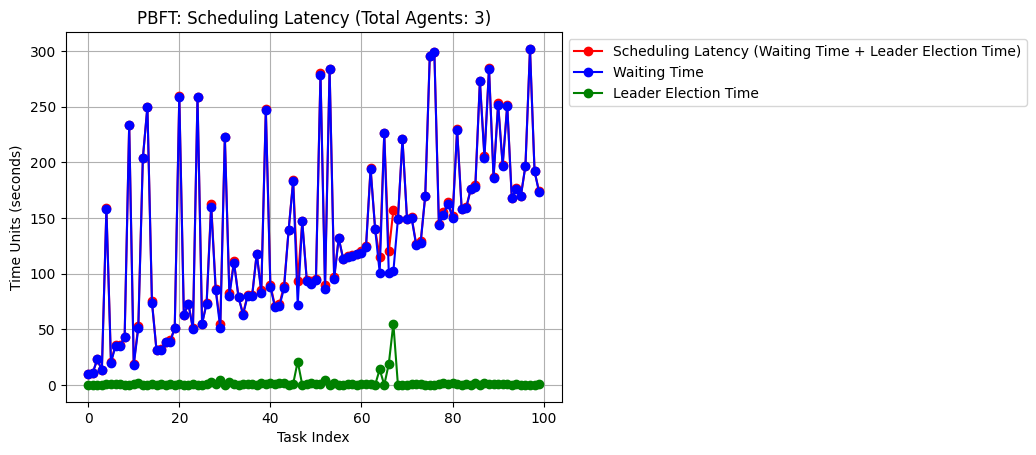 PBFT: Scheduling Latency (Total Agents: 3)
Scheduling Latency (Waiting Time + Leader Election Time)
Waiting Time
Leader Election Time
Time Units (seconds)
300
250
200
150
100
50
0
0 20 40 60 80 100
Task Index